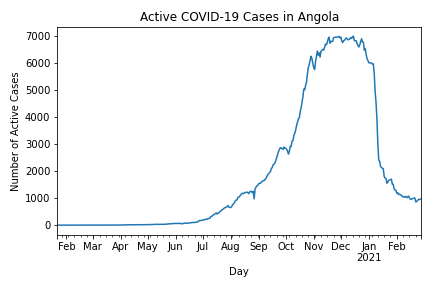 Active COVID-19 Cases in Angola
Number of Active Cases
7000
6000
5000
4000
3000
2000
1000
0
Feb Mar Apr May Jun Jul Aug Sep Oct Nov Dec Jan Feb
2021
Day